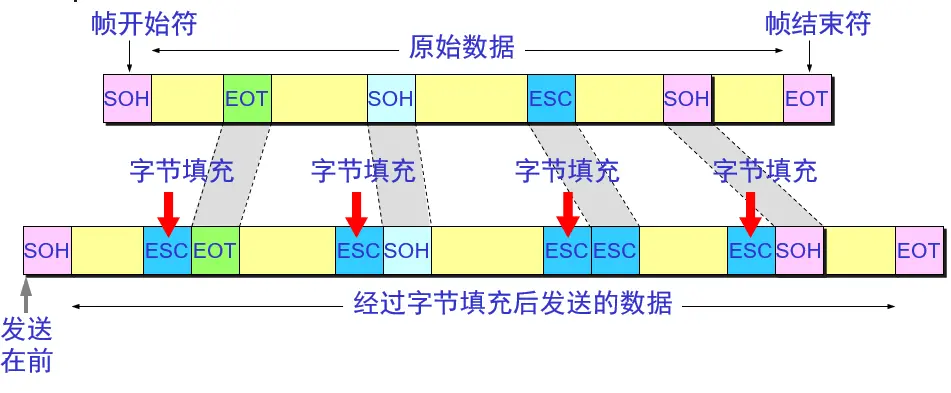 帧开始符
原始数据
帧结束符
SOH EOT SOH ESC SOH EOT
字节填充 字节填充 字节填充 字节填充
SOH ESC EOT ESC SOH ESC ESC ESC SOH EOT
经过字节填充后发送的数据
发送
在前